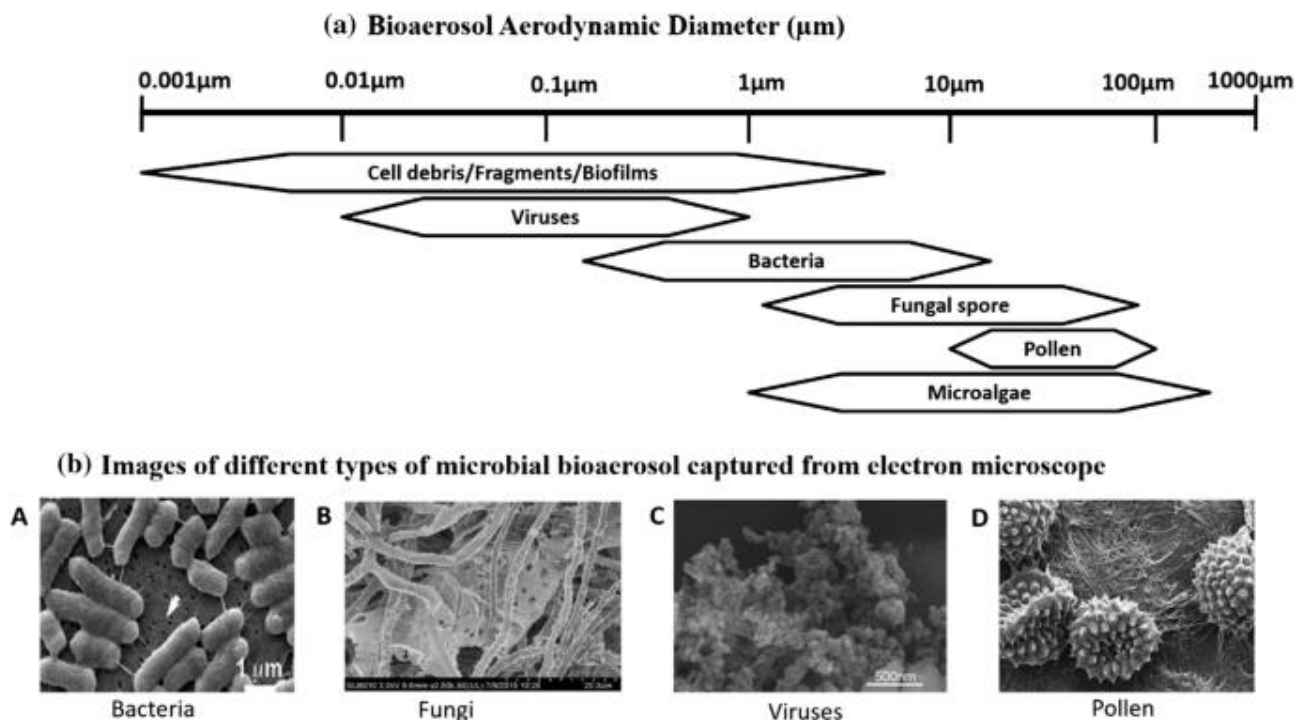 (a) Bioaerosol Aerodynamic Diameter (µm)
0.001µm 0.01µm 0.1µm 1µm 10µm 100µm 1000µm
Cell debris/Fragments/Biofilms
Viruses
Bacteria
Fungal spore
Pollen
Microalgae
(b) Images of different types of microbial bioaerosol captured from electron microscope
A B C D
1 µm
20.0um
500nm
Bacteria Fungi Viruses Pollen